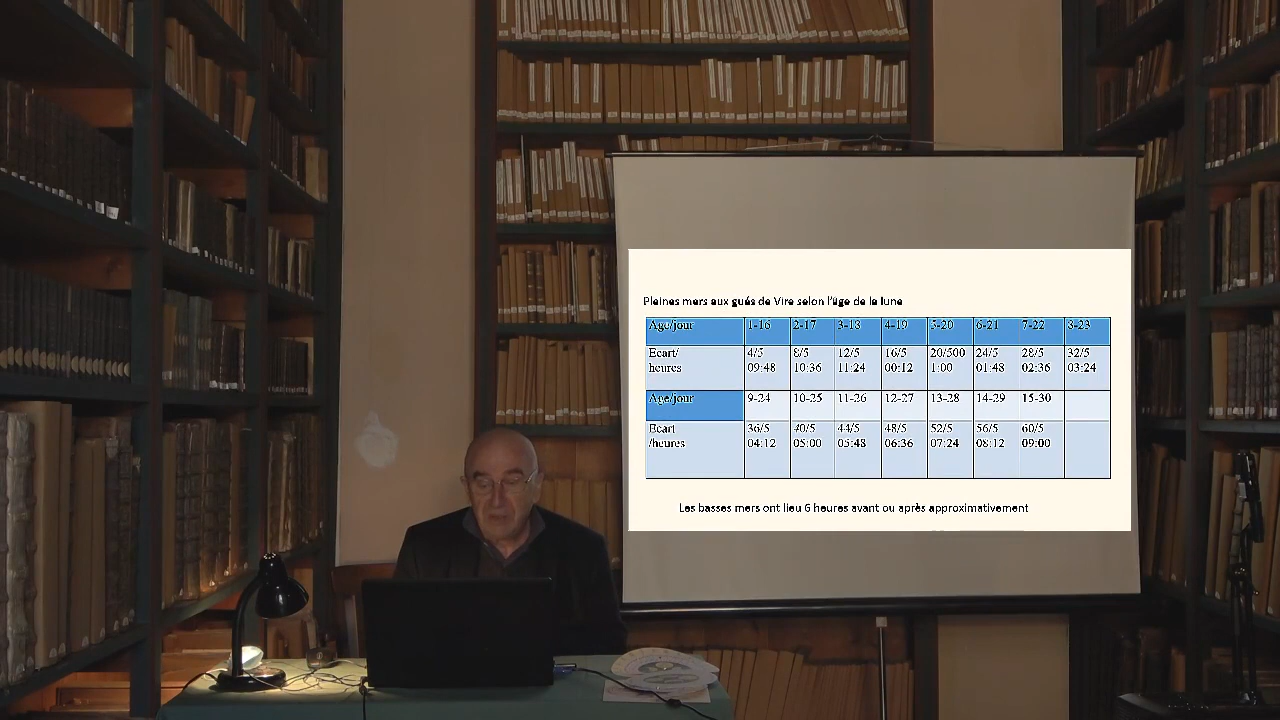 Pleines mers aux gués de Vire selon l'âge de la lune
Age/jour 1-16 2-17 3-18 4-19 5-20 6-21 7-22 8-23
Ecart/ 4/5 8/5 12/5 16/5 20/500 24/5 28/5 32/5
heures 09:48 10:36 11:24 00:12 1:00 01:48 02:36 03:24
Age/jour 9-24 10-25 11-26 12-27 13-28 14-29 15-30
Ecart 36/5 40/5 44/5 48/5 52/5 56/5 60/5
/heures 04:12 05:00 05:48 06:36 07:24 08:12 09:00
Les basses mers ont lieu 6 heures avant ou après approximativement